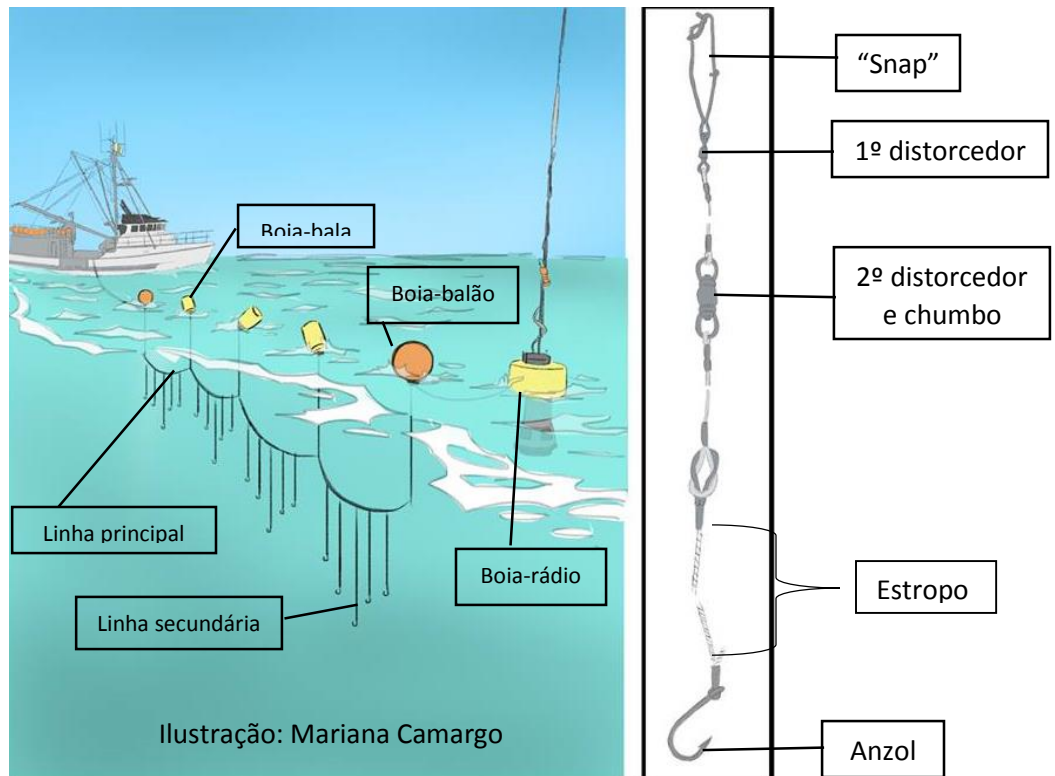 Boia-bala
Boia-balão
Linha principal
Boia-rádio
Linha secundária
Ilustração: Mariana Camargo
“Snap”
1º distorcedor
2º distorcedor
e chumbo
Estropo
Anzol